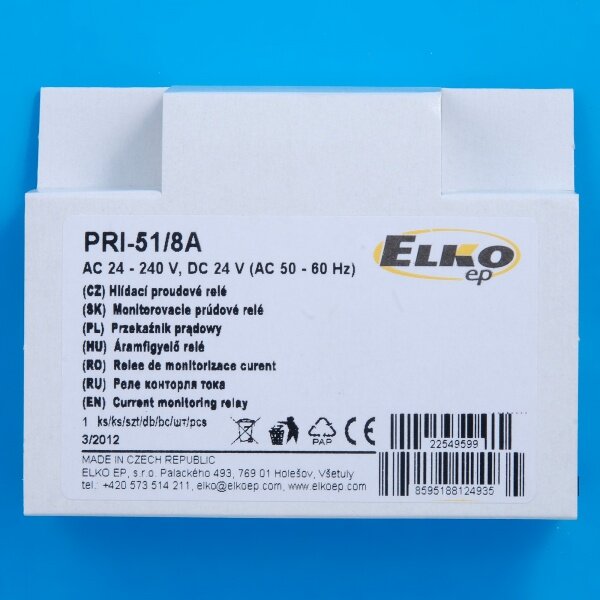 PRI-51/8A
ELKO
ep
AC 24 - 240 V, DC 24 V (AC 50 - 60 Hz)
(CZ) Hlídací proudové relé
(SK) Monitorovacie prúdové relé
(PL) Przekaźnik prądowy
(HU) Áramfigyelő relé
(RO) Relee de monitorizace curent
(RU) Реле конторля тока
(EN) Current monitoring relay
1 ks/ks/szt/db/bc/шт/pcs
3/2012
PAP
CE
22549599
MADE IN CZECH REPUBLIC
ELKO EP, s.r.o. Palackého 493, 769 01 Holešov, Všetuly
tel.: +420 573 514 211, elko@elkoep.com, www.elkoep.com
8595188124935